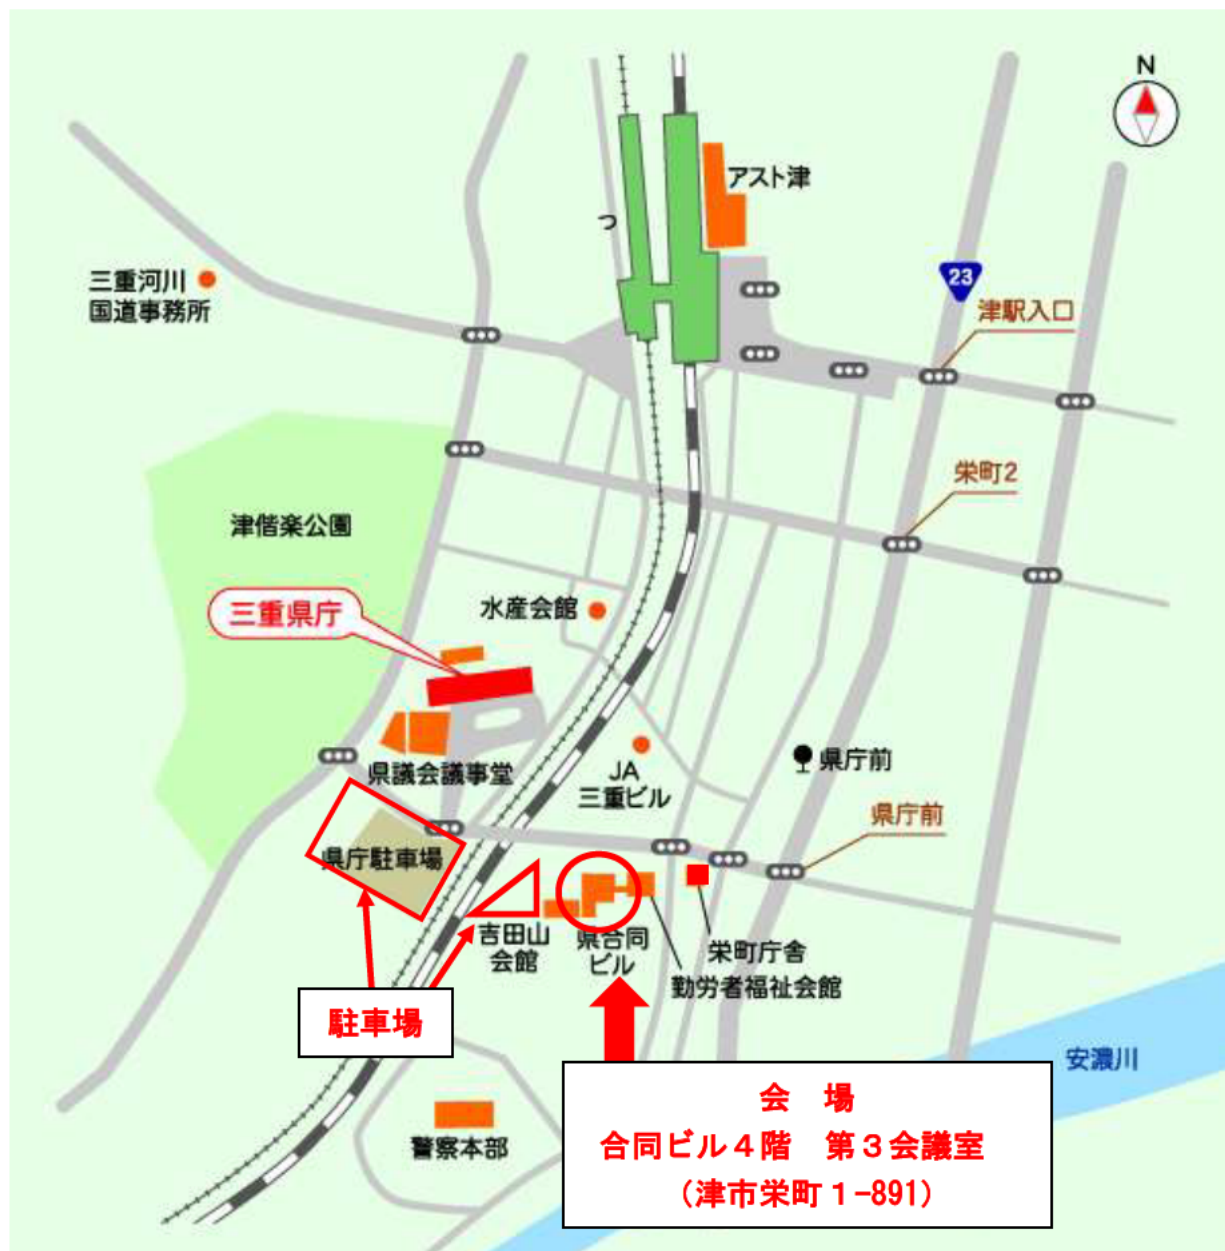 N
アスト津
つ
三重河川
国道事務所
23
津駅入口
栄町2
津偕楽公園
三重県庁
水産会館
県議会議事堂
JA
三重ビル
県庁前
県庁前
県庁駐車場
吉田山
会館
県合同
ビル
栄町庁舎
勤労者福祉会館
駐車場
安濃川
警察本部
会　場
合同ビル４階　第３会議室
（津市栄町１-891）